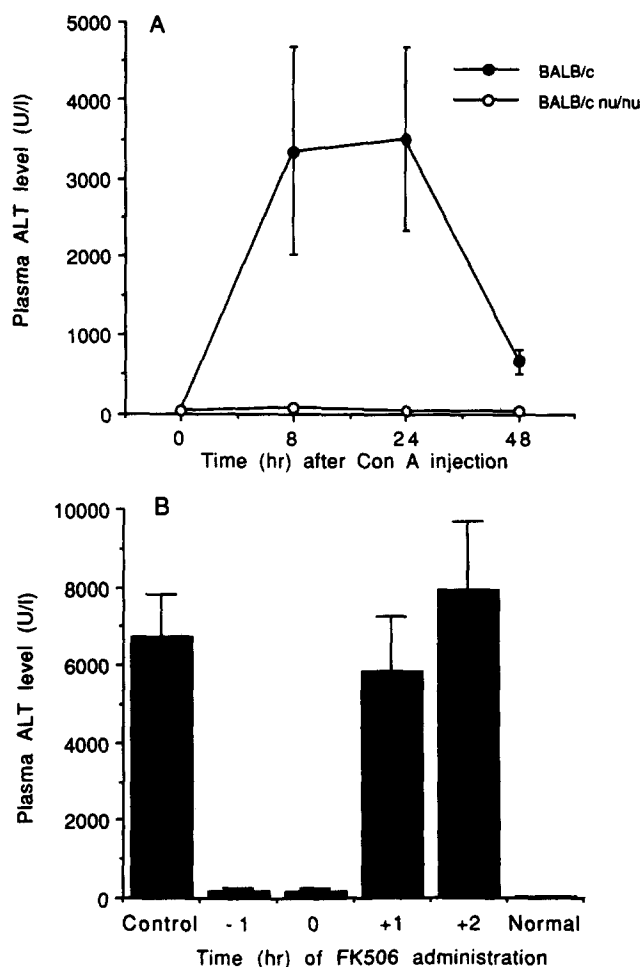 A
5000
4000
3000
2000
1000
0
Plasma ALT level (U/l)
BALB/c
BALB/c nu/nu
0 8 24 48
Time (hr) after Con A injection
B
10000
8000
6000
4000
2000
0
Plasma ALT level (U/l)
Control - 1 0 +1 +2 Normal
Time (hr) of FK506 administration